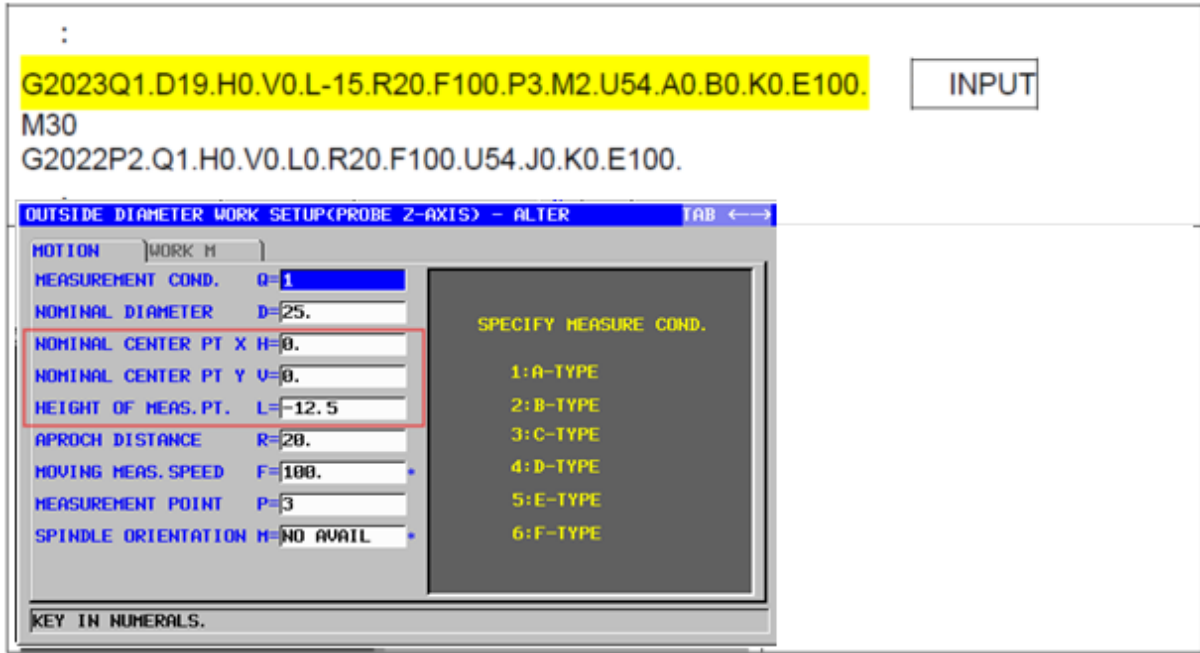 :
G2023Q1.D19.H0.V0.L-15.R20.F100.P3.M2.U54.A0.B0.K0.E100. INPUT
M30
G2022P2.Q1.H0.V0.L0.R20.F100.U54.J0.K0.E100.
OUTSIDE DIAMETER WORK SETUP(PROBE Z-AXIS) - ALTER TAB ←→
MOTION WORK M
MEASUREMENT COND. Q=1
NOMINAL DIAMETER D=25.
NOMINAL CENTER PT X H=0.
NOMINAL CENTER PT Y V=0.
HEIGHT OF MEAS.PT. L=-12.5
APROCH DISTANCE R=20.
MOVING MEAS.SPEED F=100. *
MEASUREMENT POINT P=3
SPINDLE ORIENTATION M=NO AVAIL *
SPECIFY MEASURE COND.
1:A-TYPE
2:B-TYPE
3:C-TYPE
4:D-TYPE
5:E-TYPE
6:F-TYPE
KEY IN NUMERALS.